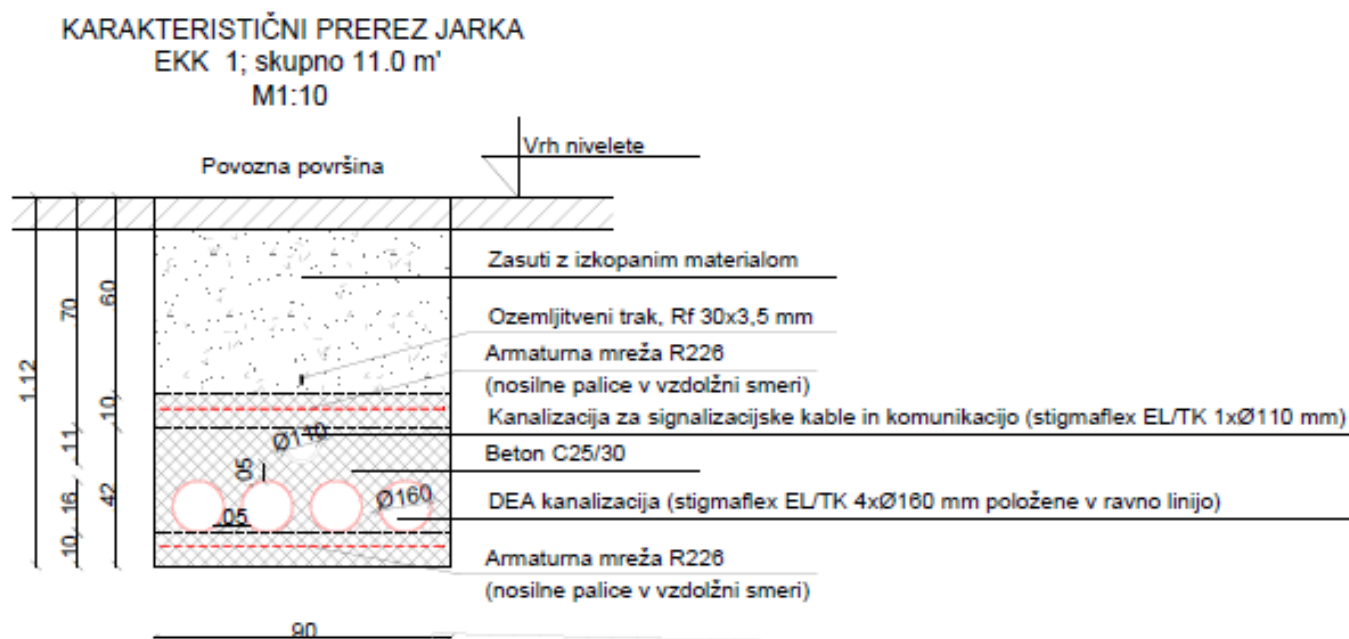 KARAKTERISTIČNI PREREZ JARKA
EKK 1; skupno 11.0 m'
M1:10
Vrh nivelete
Povozna površina
Zasuti z izkopanim materialom
Ozemljitveni trak, Rf 30x3,5 mm
Armaturna mreža R226
(nosilne palice v vzdolžni smeri)
Kanalizacija za signalizacijske kable in komunikacijo (stigmaflex EL/TK 1xØ110 mm)
Beton C25/30
DEA kanalizacija (stigmaflex EL/TK 4xØ160 mm položene v ravno linijo)
Armaturna mreža R226
(nosilne palice v vzdolžni smeri)
1.12
70
11
16
10
60
10
42
Ø110
05
Ø160
05
90